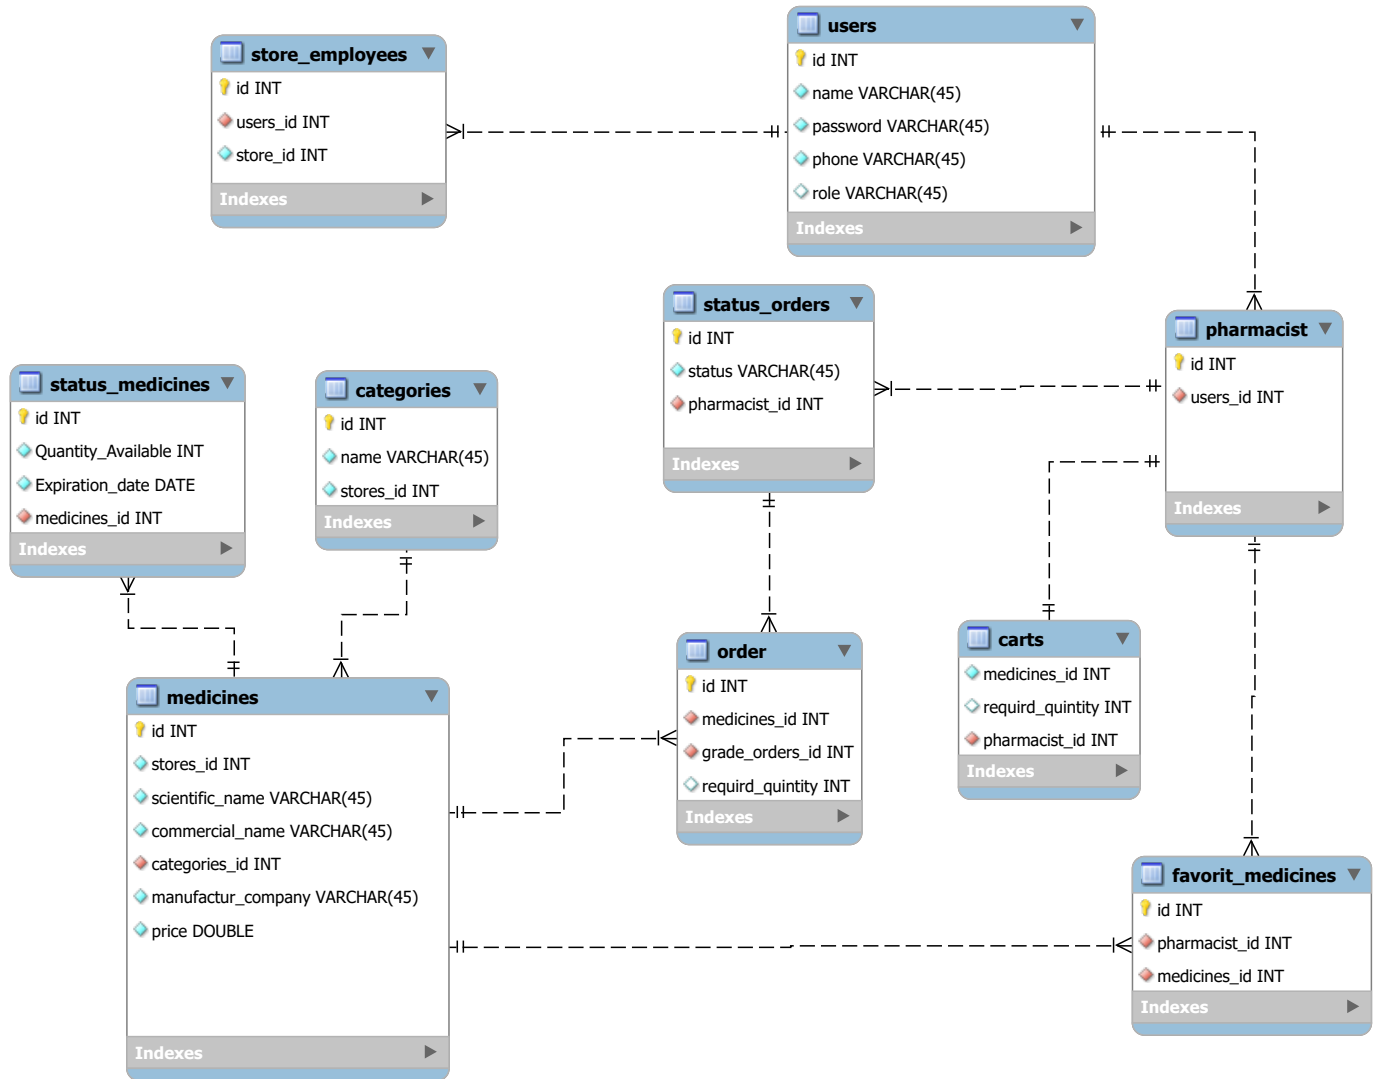 store_employees
id INT
users_id INT
store_id INT
Indexes
users
id INT
name VARCHAR(45)
password VARCHAR(45)
phone VARCHAR(45)
role VARCHAR(45)
Indexes
status_orders
id INT
status VARCHAR(45)
pharmacist_id INT
Indexes
pharmacist
id INT
users_id INT
Indexes
status_medicines
id INT
Quantity_Available INT
Expiration_date DATE
medicines_id INT
Indexes
categories
id INT
name VARCHAR(45)
stores_id INT
Indexes
medicines
id INT
stores_id INT
scientific_name VARCHAR(45)
commercial_name VARCHAR(45)
categories_id INT
manufactur_company VARCHAR(45)
price DOUBLE
Indexes
order
id INT
medicines_id INT
grade_orders_id INT
requird_quintity INT
Indexes
carts
medicines_id INT
requird_quintity INT
pharmacist_id INT
Indexes
favorit_medicines
id INT
pharmacist_id INT
medicines_id INT
Indexes